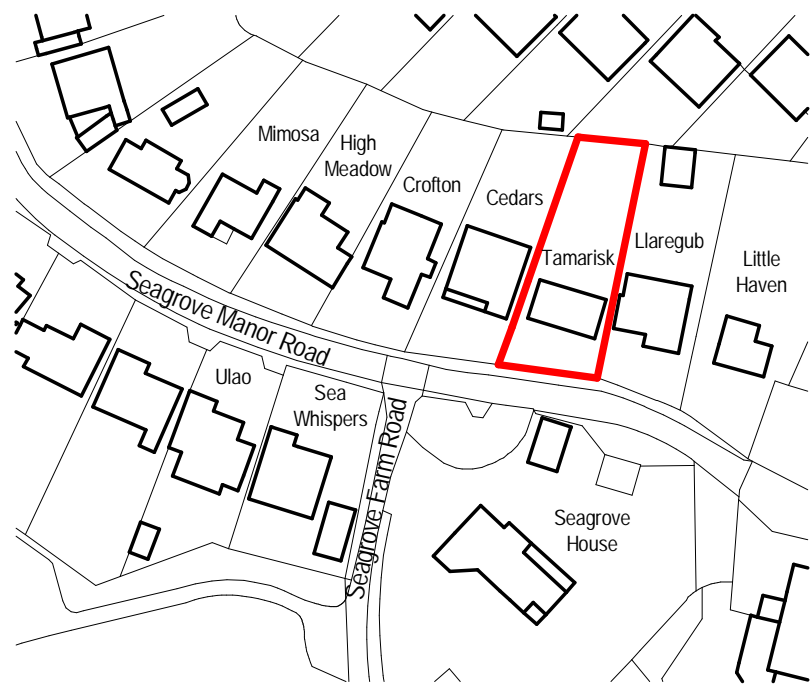 Mimosa
High
Meadow
Crofton
Cedars
Tamarisk
Llaregub
Little
Haven
Seagrove Manor Road
Ulao
Sea
Whispers
Seagrove Farm Road
Seagrove
House